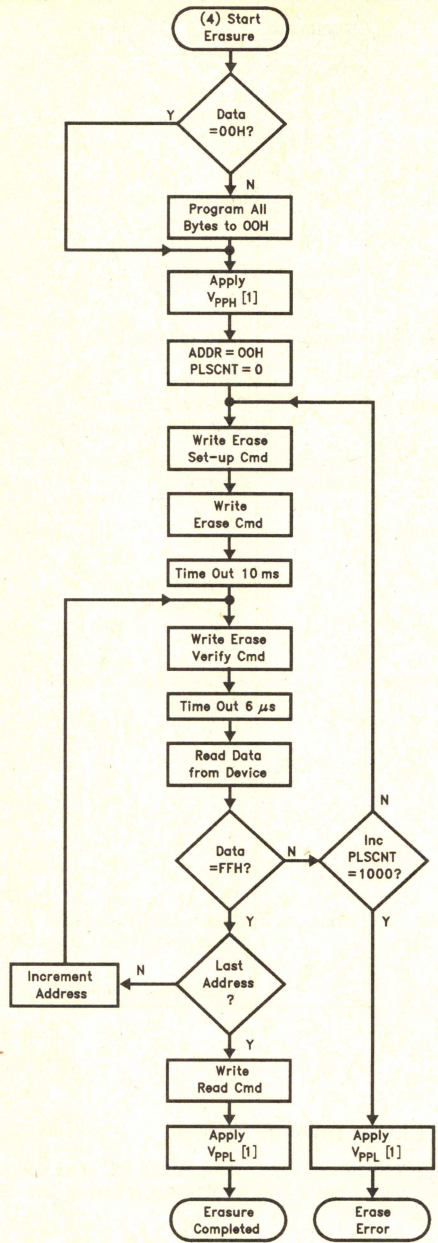 (4) Start
Erasure
Data
=00H?
Y
N
Program All
Bytes to 00H
Apply
VPPH [1]
ADDR = 00H
PLSCNT = 0
Write Erase
Set-up Cmd
Write
Erase Cmd
Time Out 10 ms
Write Erase
Verify Cmd
Time Out 6 μs
Read Data
from Device
Data
=FFH?
N
Y
Inc
PLSCNT
=1000?
N
Y
Last
Address
?
N
Y
Increment
Address
Write
Read Cmd
Apply
VPPL [1]
Apply
VPPL [1]
Erasure
Completed
Erase
Error